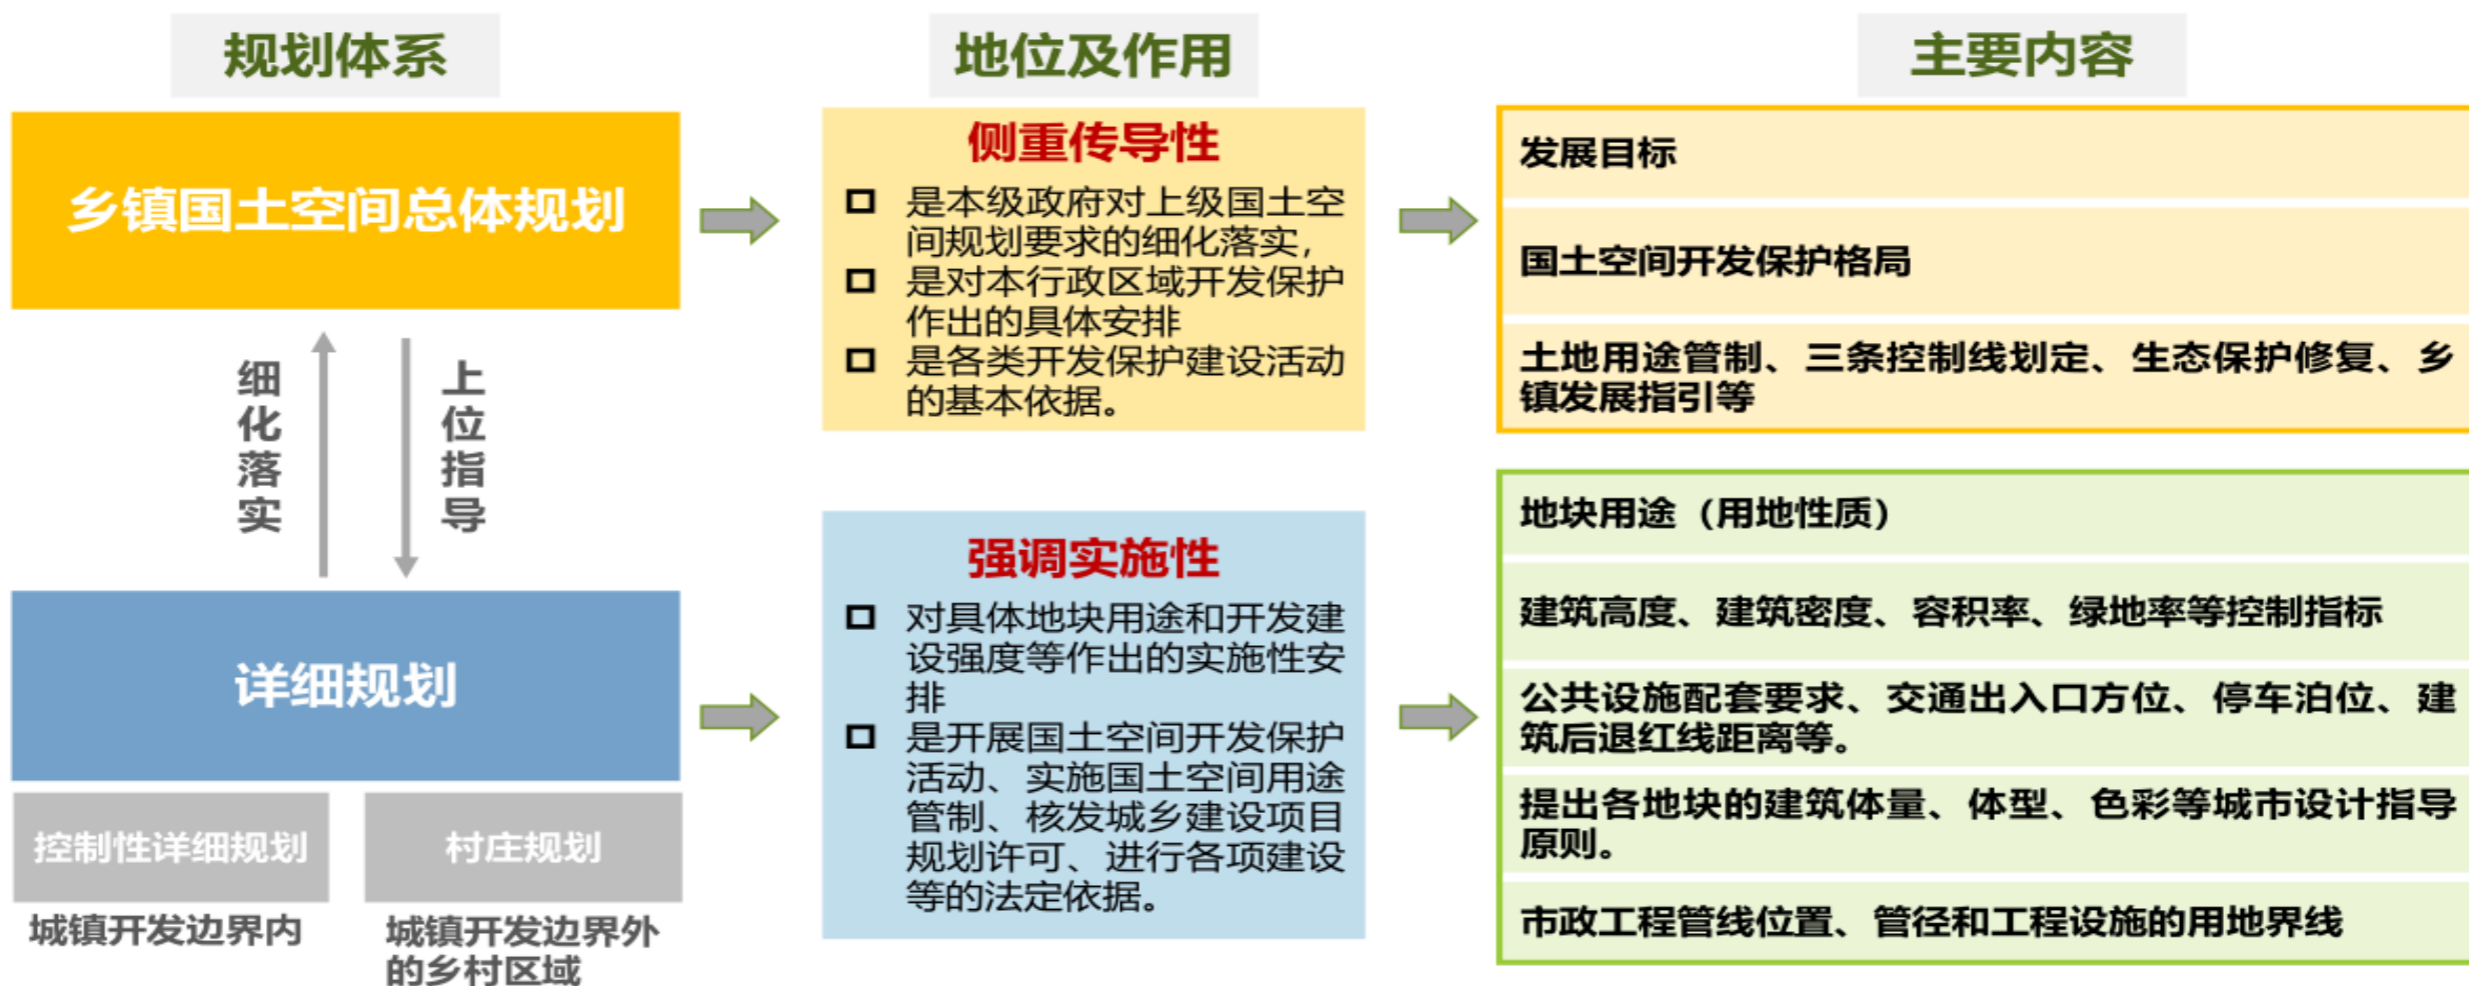 规划体系
地位及作用
主要内容
乡镇国土空间总体规划
侧重传导性
是本级政府对上级国土空
间规划要求的细化落实，
是对本行政区域开发保护
作出的具体安排
是各类开发保护建设活动
的基本依据。
发展目标
国土空间开发保护格局
土地用途管制、三条控制线划定、生态保护修复、乡
镇发展指引等
细化落实
上位指导
详细规划
控制性详细规划
村庄规划
城镇开发边界内
城镇开发边界外
的乡村区域
强调实施性
对具体地块用途和开发建
设强度等作出的实施性安
排
是开展国土空间开发保护
活动、实施国土空间用途
管制、核发城乡建设项目
规划许可、进行各项建设
等的法定依据。
地块用途（用地性质）
建筑高度、建筑密度、容积率、绿地率等控制指标
公共设施配套要求、交通出入口方位、停车泊位、建
筑后退红线距离等。
提出各地块的建筑体量、体型、色彩等城市设计指导
原则。
市政工程管线位置、管径和工程设施的用地界线